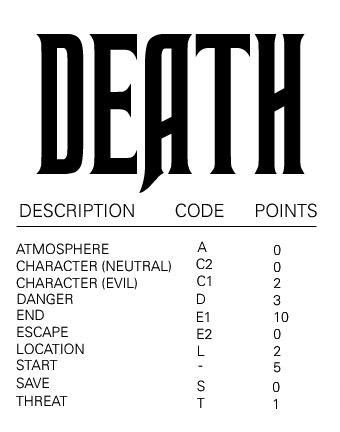 DEATH
DESCRIPTION CODE POINTS
ATMOSPHERE A 0
CHARACTER (NEUTRAL) C2 0
CHARACTER (EVIL) C1 2
DANGER D 3
END E1 10
ESCAPE E2 0
LOCATION L 2
START - 5
SAVE S 0
THREAT T 1